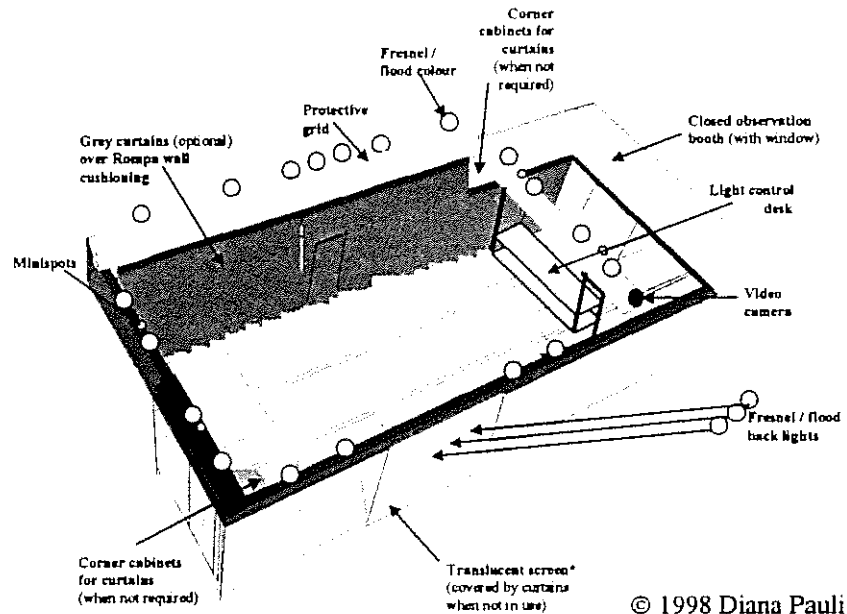 Corner
cabinets for
curtains
(when not
required)
Fresnel /
flood colour
Protective
grid
Closed observation
booth (with window)
Grey curtains (optional)
over Rompa wall
cushioning
Light control
desk
Minispots
Video
camera
Fresnel / flood
back lights
Corner cabinets
for curtains
(when not required)
Translucent screen*
(covered by curtains
when not in use)
© 1998 Diana Pauli